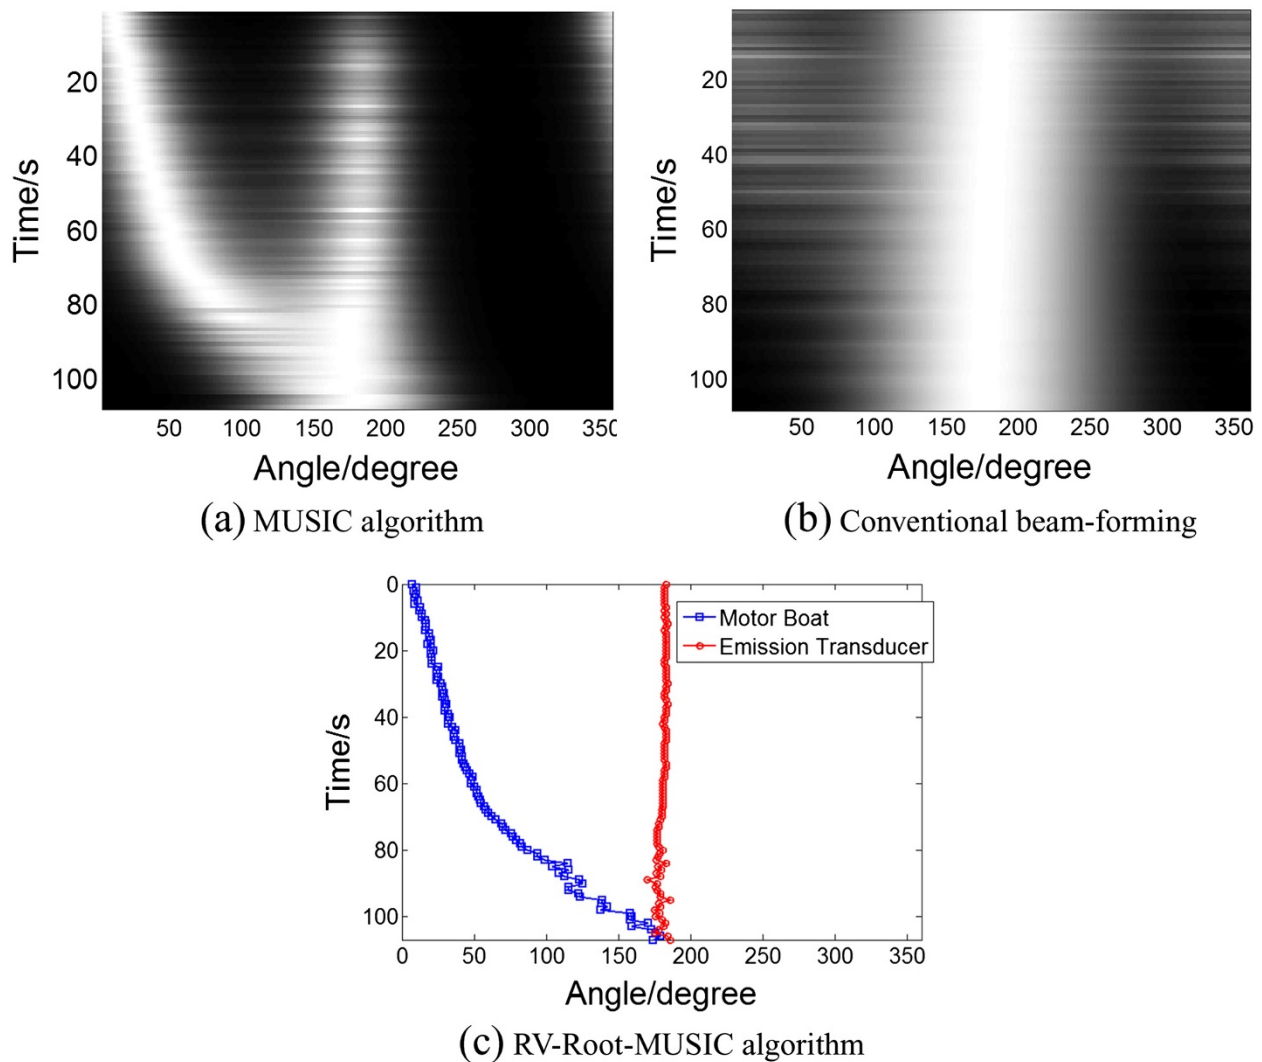 20
40
60
80
100
Time/s
50 100 150 200 250 300 350
Angle/degree
(a) MUSIC algorithm
20
40
60
80
100
Time/s
50 100 150 200 250 300 350
Angle/degree
(b) Conventional beam-forming
0
20
40
60
80
100
Time/s
Motor Boat
Emission Transducer
0 50 100 150 200 250 300 350
Angle/degree
(c) RV-Root-MUSIC algorithm